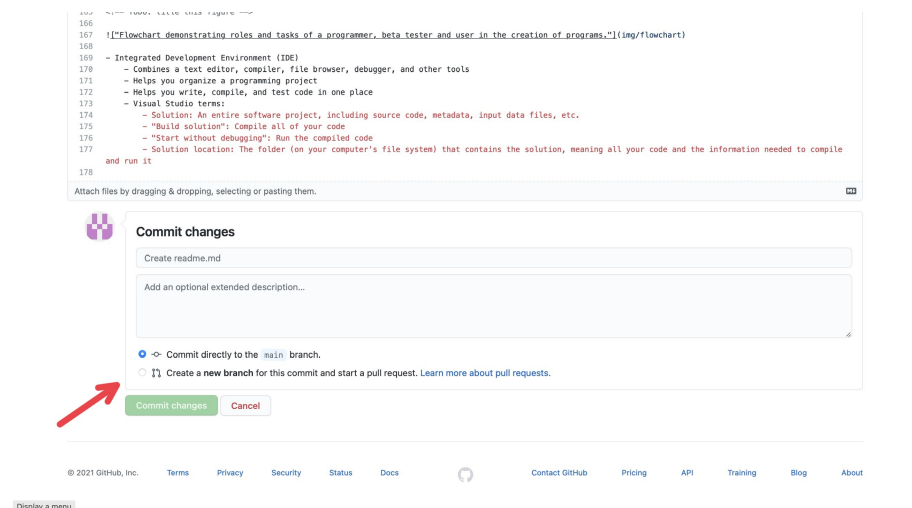 165 <!-- TODO: title this figure -->
166
167 !["Flowchart demonstrating roles and tasks of a programmer, beta tester and user in the creation of programs."](img/flowchart)
168
169 - Integrated Development Environment (IDE)
170 - Combines a text editor, compiler, file browser, debugger, and other tools
171 - Helps you organize a programming project
172 - Helps you write, compile, and test code in one place
173 - Visual Studio terms:
174 - Solution: An entire software project, including source code, metadata, input data files, etc.
175 - "Build solution": Compile all of your code
176 - "Start without debugging": Run the compiled code
177 - Solution location: The folder (on your computer's file system) that contains the solution, meaning all your code and the information needed to compile
and run it
178
Attach files by dragging & dropping, selecting or pasting them.
Commit changes
Create readme.md
Add an optional extended description...
Commit directly to the main branch.
Create a new branch for this commit and start a pull request. Learn more about pull requests.
Commit changes Cancel
© 2021 GitHub, Inc. Terms Privacy Security Status Docs Contact GitHub Pricing API Training Blog About
Display a menu